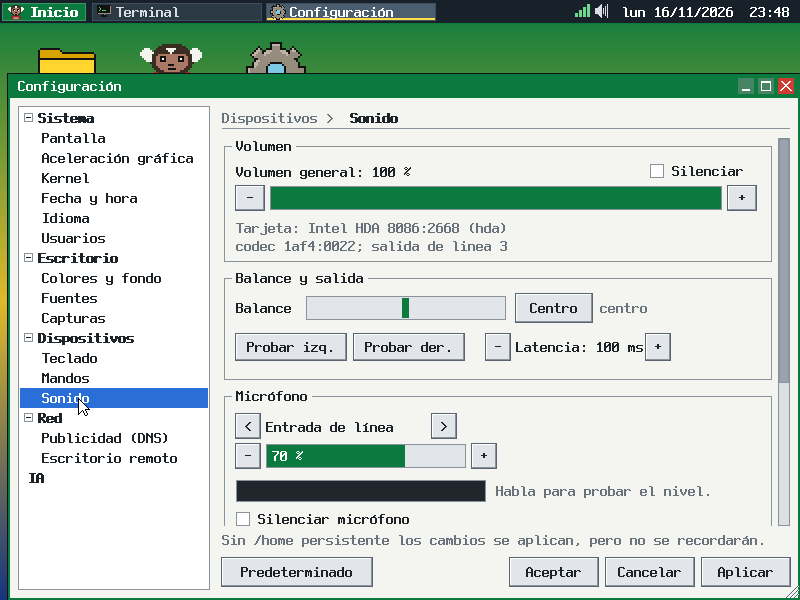 Inicio
Terminal
Configuración
lun 16/11/2026 23:48
Configuración
Sistema
Pantalla
Aceleración gráfica
Kernel
Fecha y hora
Idioma
Usuarios
Escritorio
Colores y fondo
Fuentes
Capturas
Dispositivos
Teclado
Mandos
Sonido
Red
Publicidad (DNS)
Escritorio remoto
IA
Dispositivos > Sonido
Volumen
Volumen general: 100 %
Silenciar
- +
Tarjeta: Intel HDA 8086:2668 (hda)
codec 1af4:0022; salida de linea 3
Balance y salida
Balance
Centro
centro
Probar izq.
Probar der.
- Latencia: 100 ms +
Micrófono
< Entrada de línea >
- 70 % +
Habla para probar el nivel.
Silenciar micrófono
Sin /home persistente los cambios se aplican, pero no se recordarán.
Predeterminado
Aceptar
Cancelar
Aplicar